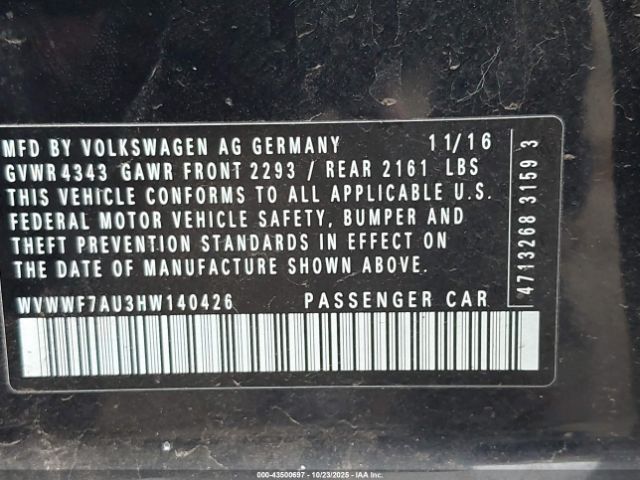 MFD BY VOLKSWAGEN AG GERMANY 11/16
GVWR 4343 GAWR FRONT 2293 / REAR 2161 LBS
THIS VEHICLE CONFORMS TO ALL APPLICABLE U.S.
FEDERAL MOTOR VEHICLE SAFETY, BUMPER AND
THEFT PREVENTION STANDARDS IN EFFECT ON
THE DATE OF MANUFACTURE SHOWN ABOVE.
WVWWF7AU3HW140426 PASSENGER CAR
4713268 3159 3
000-43500697 - 10/23/2025 - © IAA, Inc.